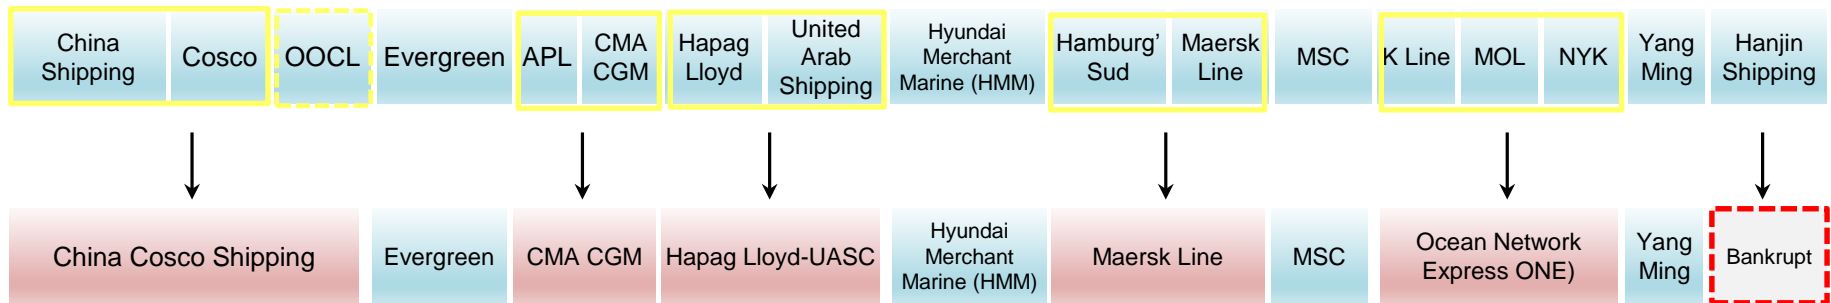 China
Shipping
Cosco
OOCL
Evergreen
APL
CMA
CGM
Hapag
Lloyd
United
Arab
Shipping
Hyundai
Merchant
Marine (HMM)
Hamburg’
Sud
Maersk
Line
MSC
K Line
MOL
NYK
Yang
Ming
Hanjin
Shipping
China Cosco Shipping
Evergreen
CMA CGM
Hapag Lloyd-UASC
Hyundai
Merchant
Marine (HMM)
Maersk Line
MSC
Ocean Network
Express ONE)
Yang
Ming
Bankrupt